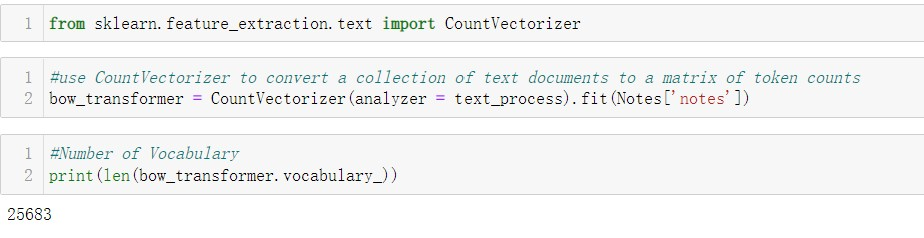 1 from sklearn.feature_extraction.text import CountVectorizer
1 #use CountVectorizer to convert a collection of text documents to a matrix of token counts
2 bow_transformer = CountVectorizer(analyzer = text_process).fit(Notes['notes'])
1 #Number of Vocabulary
2 print(len(bow_transformer.vocabulary_))
25683